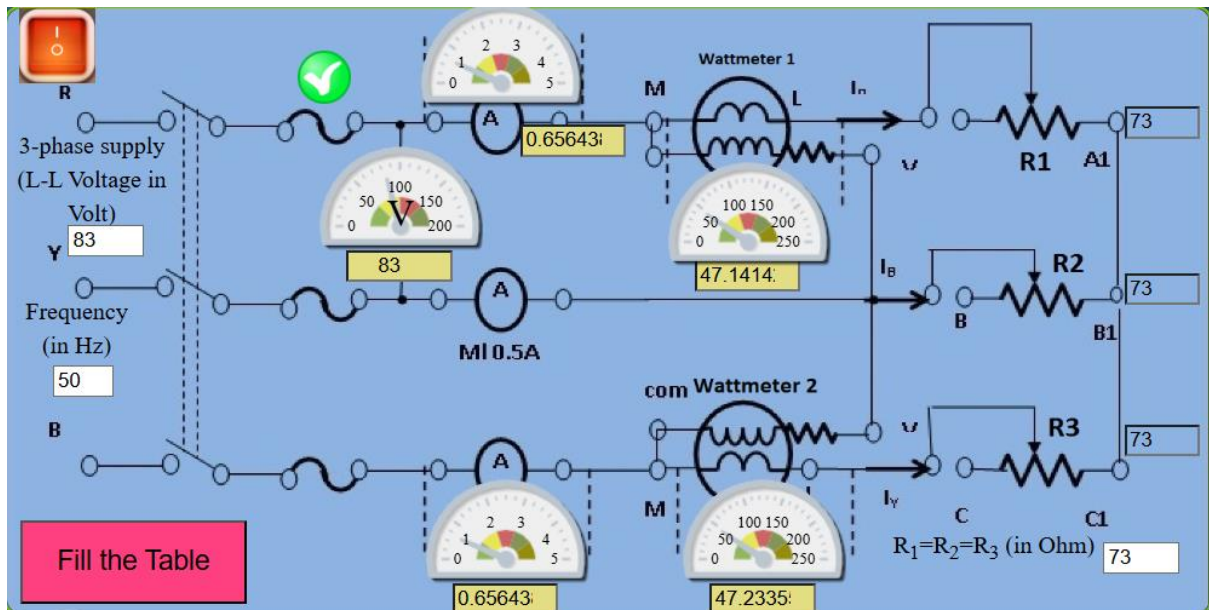 I
O
R
3-phase supply
(L-L Voltage in
Volt)
83
Y
Frequency
(in Hz)
50
B
Fill the Table
0 1 2 3 4 5
A
0.65643
0 50 100 150 200
V
83
A
MI 0.5A
A
0 1 2 3 4 5
0.65643
Wattmeter 1
M
L
0 50 100 150 200 250
47.1414
com
Wattmeter 2
M
0 50 100 150 200 250
47.2335
V
R1
A1
73
I_B
R2
B
B1
73
V
R3
I_Y
C
C1
73
R₁=R₂=R₃ (in Ohm)
73